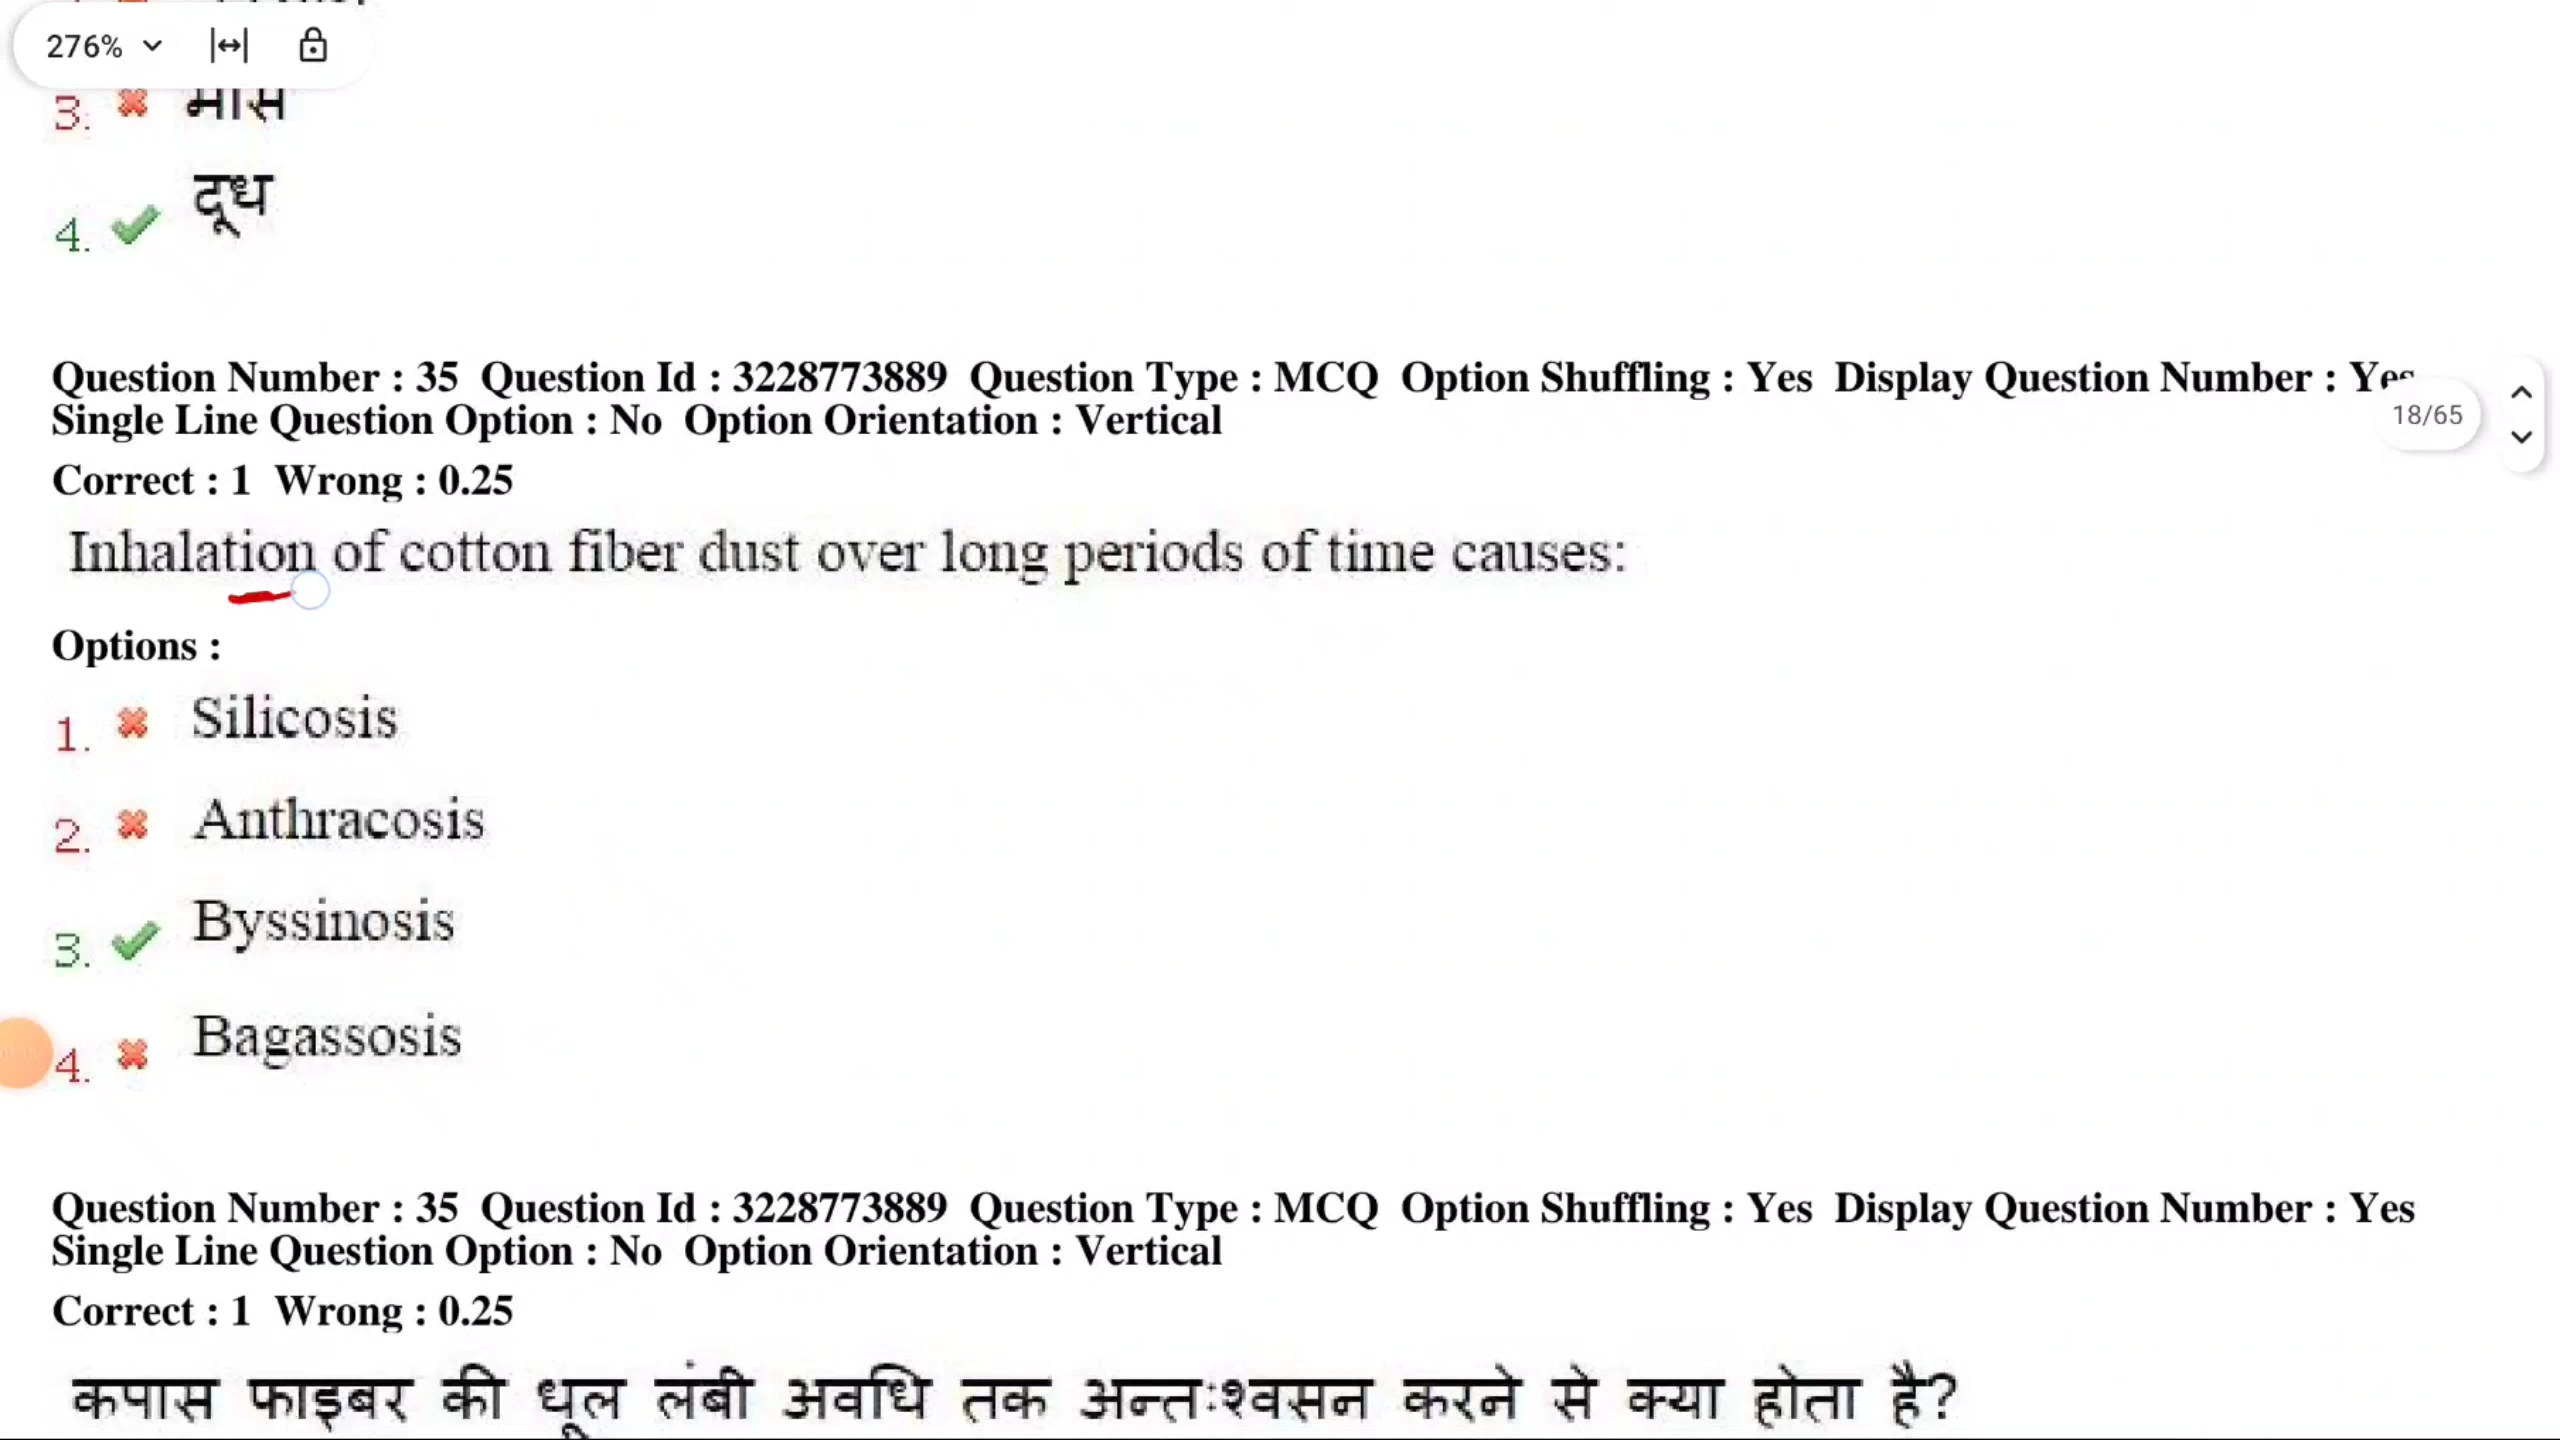 276%
3. मांस
4. दूध
Question Number : 35 Question Id : 3228773889 Question Type : MCQ Option Shuffling : Yes Display Question Number : Yes
Single Line Question Option : No Option Orientation : Vertical
18/65
Correct : 1 Wrong : 0.25
Inhalation of cotton fiber dust over long periods of time causes:
Options :
1. Silicosis
2. Anthracosis
3. Byssinosis
4. Bagassosis
Question Number : 35 Question Id : 3228773889 Question Type : MCQ Option Shuffling : Yes Display Question Number : Yes
Single Line Question Option : No Option Orientation : Vertical
Correct : 1 Wrong : 0.25
कपास फाइबर की धूल लंबी अवधि तक अन्तःश्वसन करने से क्या होता है?